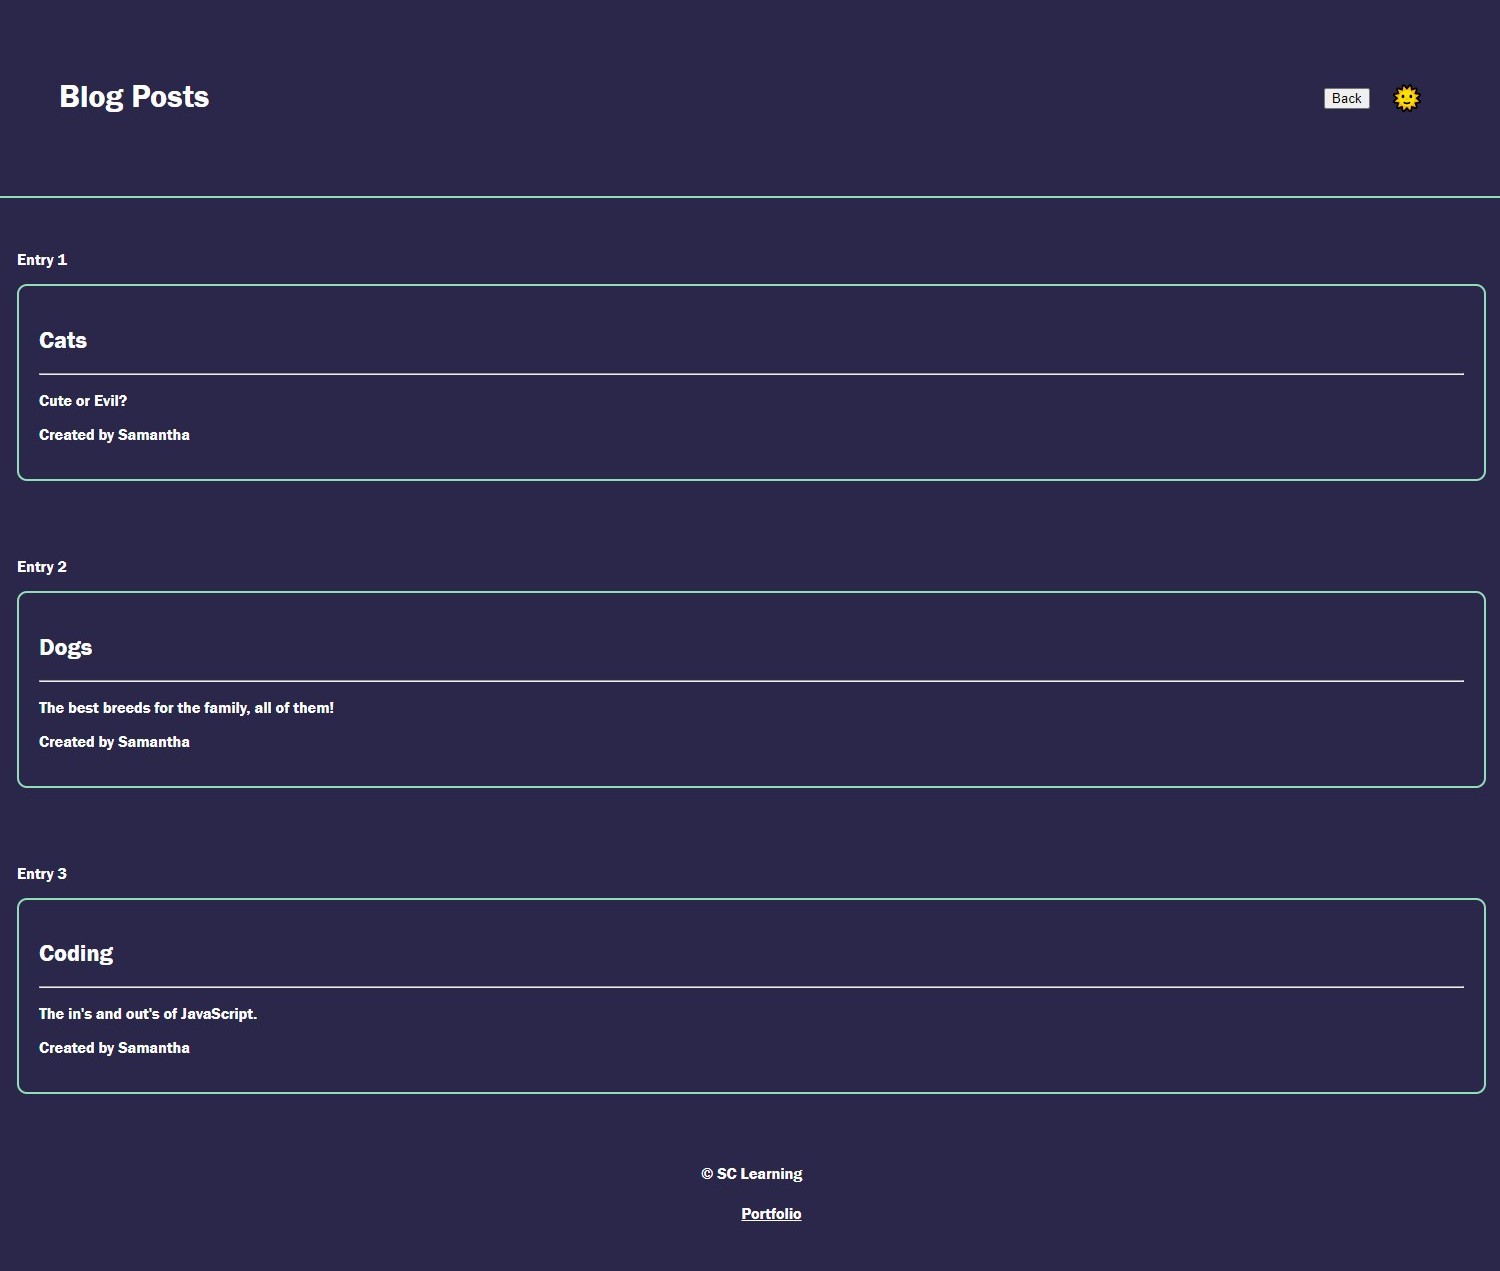 Blog Posts
Back
Entry 1
Cats
Cute or Evil?
Created by Samantha
Entry 2
Dogs
The best breeds for the family, all of them!
Created by Samantha
Entry 3
Coding
The in's and out's of JavaScript.
Created by Samantha
© SC Learning
Portfolio